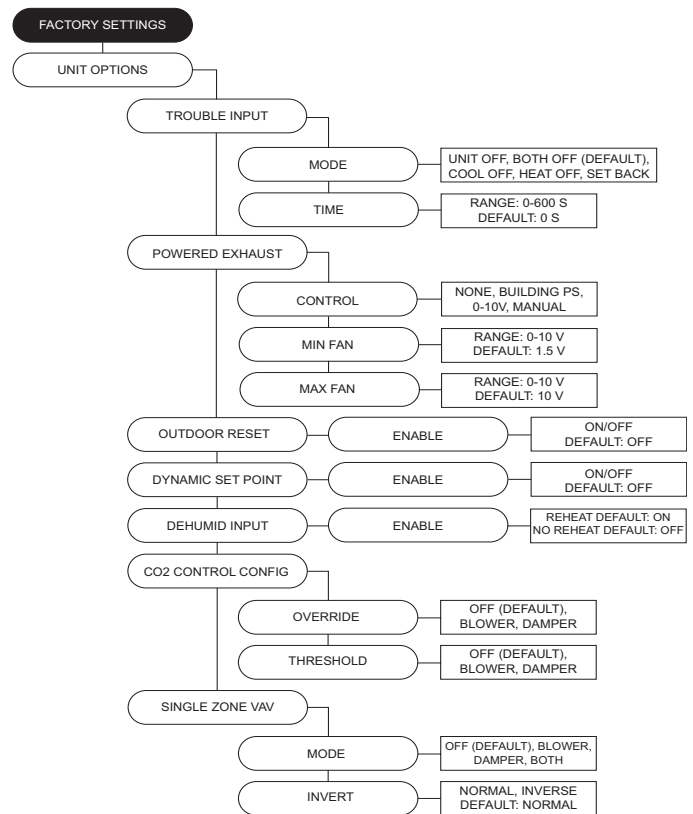 FACTORY SETTINGS
UNIT OPTIONS
TROUBLE INPUT
MODE
UNIT OFF, BOTH OFF (DEFAULT),
COOL OFF, HEAT OFF, SET BACK
TIME
RANGE: 0-600 S
DEFAULT: 0 S
POWERED EXHAUST
CONTROL
NONE, BUILDING PS,
0-10V, MANUAL
MIN FAN
RANGE: 0-10 V
DEFAULT: 1.5 V
MAX FAN
RANGE: 0-10 V
DEFAULT: 10 V
OUTDOOR RESET
ENABLE
ON/OFF
DEFAULT: OFF
DYNAMIC SET POINT
ENABLE
ON/OFF
DEFAULT: OFF
DEHUMID INPUT
ENABLE
REHEAT DEFAULT: ON
NO REHEAT DEFAULT: OFF
CO2 CONTROL CONFIG
OVERRIDE
OFF (DEFAULT),
BLOWER, DAMPER
THRESHOLD
OFF (DEFAULT),
BLOWER, DAMPER
SINGLE ZONE VAV
MODE
OFF (DEFAULT), BLOWER,
DAMPER, BOTH
INVERT
NORMAL, INVERSE
DEFAULT: NORMAL